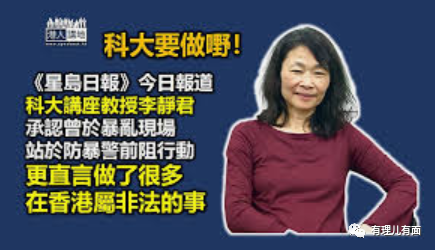 港人講地
科大要做嘢!
《星島日報》今日報道
科大講座教授李靜君
承認曾於暴亂現場
站於防暴警前阻行動
更直言做了很多
在香港屬非法的事
有理儿有面